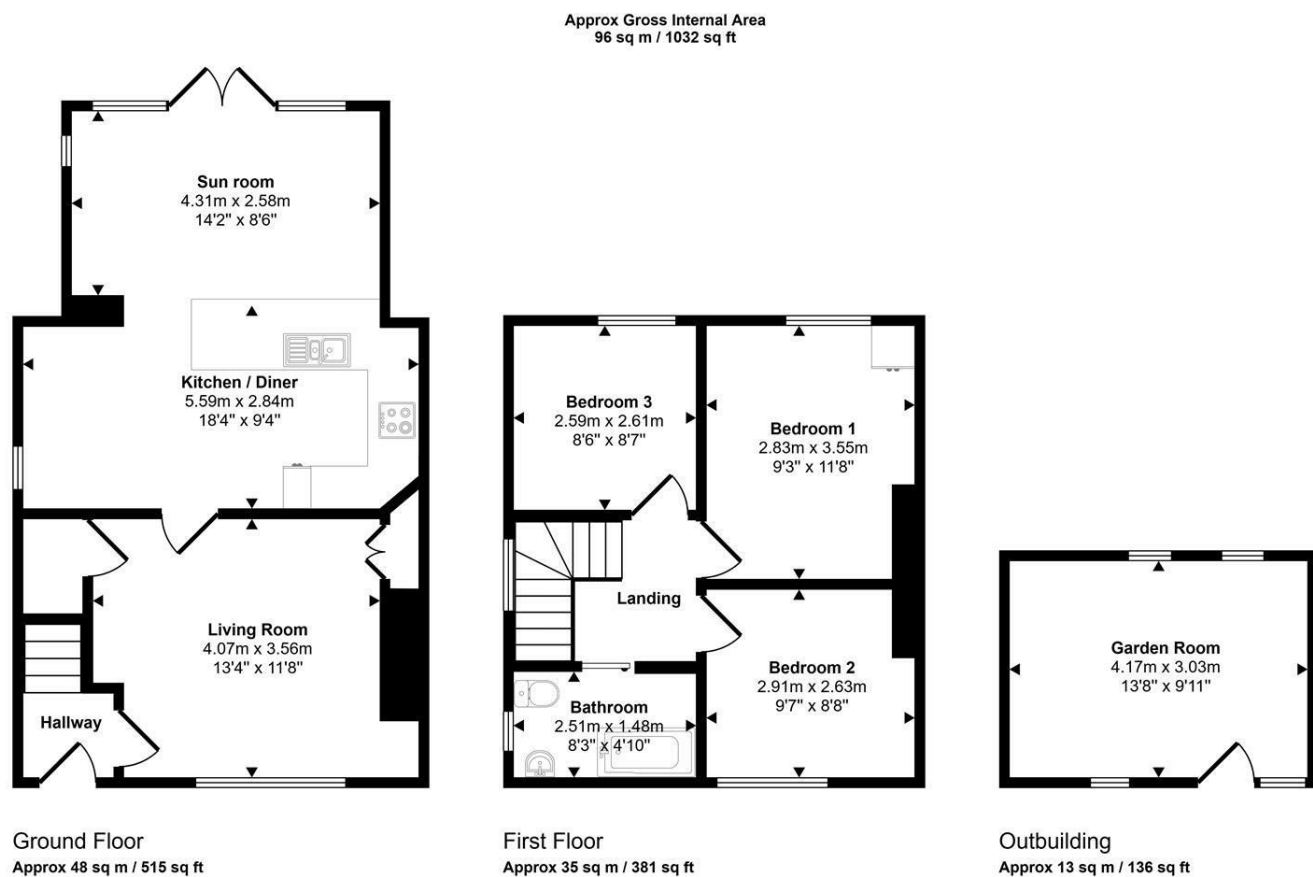 Approx Gross Internal Area
96 sq m / 1032 sq ft
Sun room
4.31m x 2.58m
14'2" x 8'6"
Kitchen / Diner
5.59m x 2.84m
18'4" x 9'4"
Living Room
4.07m x 3.56m
13'4" x 11'8"
Hallway
Ground Floor
Approx 48 sq m / 515 sq ft
Bedroom 3
2.59m x 2.61m
8'6" x 8'7"
Bedroom 1
2.83m x 3.55m
9'3" x 11'8"
Landing
Bedroom 2
2.91m x 2.63m
9'7" x 8'8"
Bathroom
2.51m x 1.48m
8'3" x 4'10"
First Floor
Approx 35 sq m / 381 sq ft
Garden Room
4.17m x 3.03m
13'8" x 9'11"
Outbuilding
Approx 13 sq m / 136 sq ft